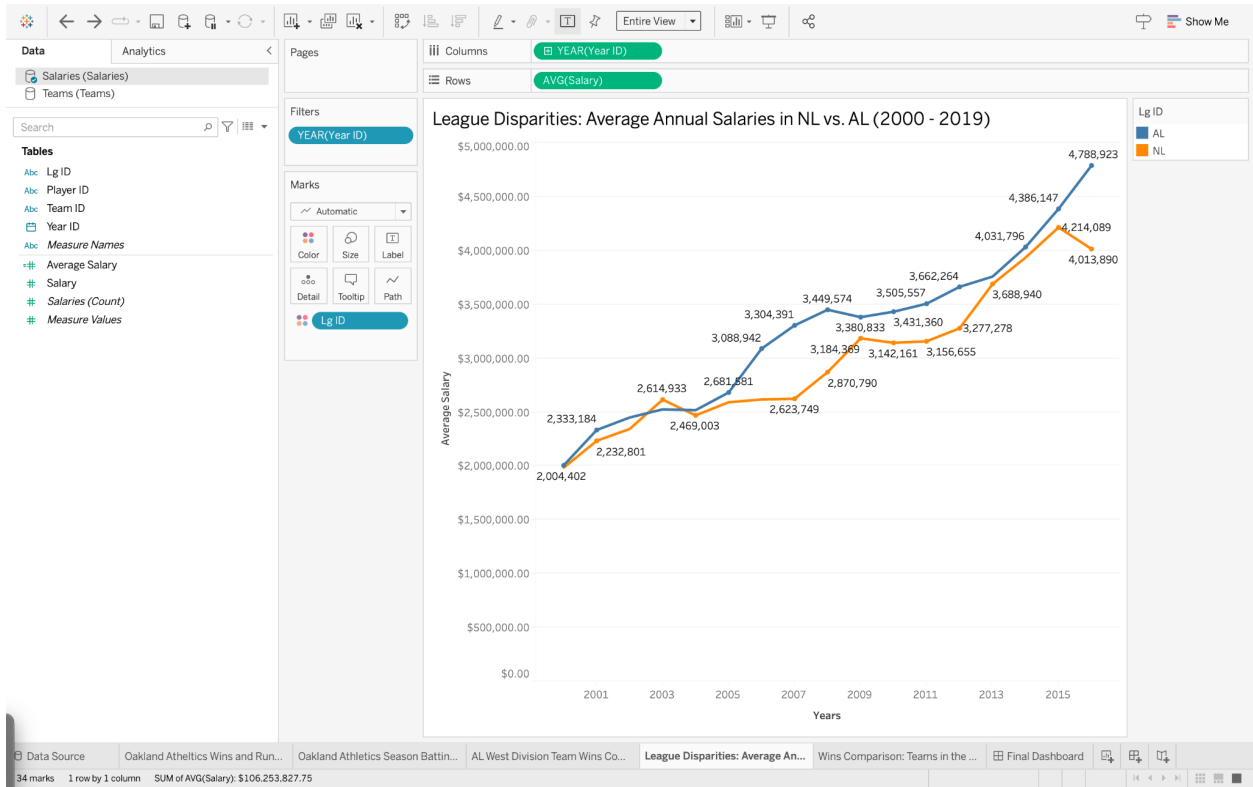 Entire View
Show Me
Data
Analytics
Salaries (Salaries)
Teams (Teams)
Search
Tables
Abc Lg ID
Abc Player ID
Abc Team ID
Year ID
Abc Measure Names
=# Average Salary
# Salary
# Salaries (Count)
# Measure Values
Pages
Filters
YEAR(Year ID)
Marks
Automatic
Color
Size
Label
Detail
Tooltip
Path
Lg ID
Columns
YEAR(Year ID)
Rows
AVG(Salary)
League Disparities: Average Annual Salaries in NL vs. AL (2000 - 2019)
Average Salary
$5,000,000.00
$4,500,000.00
$4,000,000.00
$3,500,000.00
$3,000,000.00
$2,500,000.00
$2,000,000.00
$1,500,000.00
$1,000,000.00
$500,000.00
$0.00
4,788,923
4,386,147
4,214,089
4,031,796
4,013,890
3,662,264
3,688,940
3,449,574
3,505,557
3,304,391
3,380,833
3,431,360
3,277,278
3,088,942
3,184,369
3,142,161
3,156,655
2,681,581
2,870,790
2,614,933
2,623,749
2,333,184
2,469,003
2,232,801
2,004,402
2001
2003
2005
2007
2009
2011
2013
2015
Years
Lg ID
AL
NL
Data Source
Oakland Atheltics Wins and Run...
Oakland Athletics Season Battin...
AL West Division Team Wins Co...
League Disparities: Average An...
Wins Comparison: Teams in the ...
Final Dashboard
34 marks
1 row by 1 column
SUM of AVG(Salary): $106,253,827.75